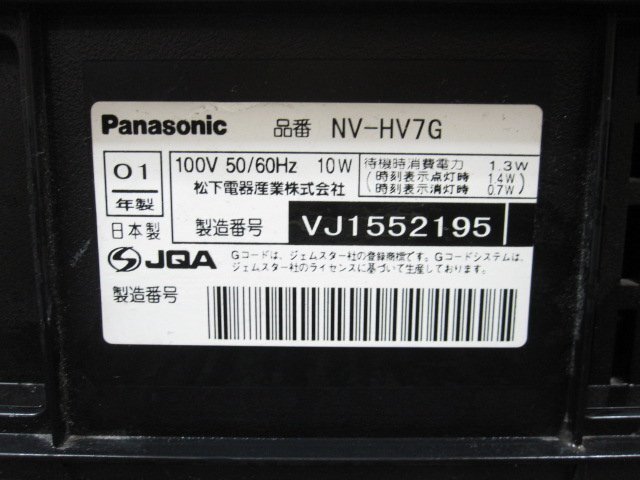 Panasonic 品番 NV-HV7G
01
年製
日本製
100V 50/60Hz 10W
松下電器産業株式会社
待機時消費電力 1.3W
(時刻表示点灯時 1.4W)
(時刻表示消灯時 0.7W)
製造番号 VJ1552195
JQA
Gコードは、ジェムスター社の登録商標です。Gコードシステムは、
ジェムスター社のライセンスに基づいて生産しております。
製造番号